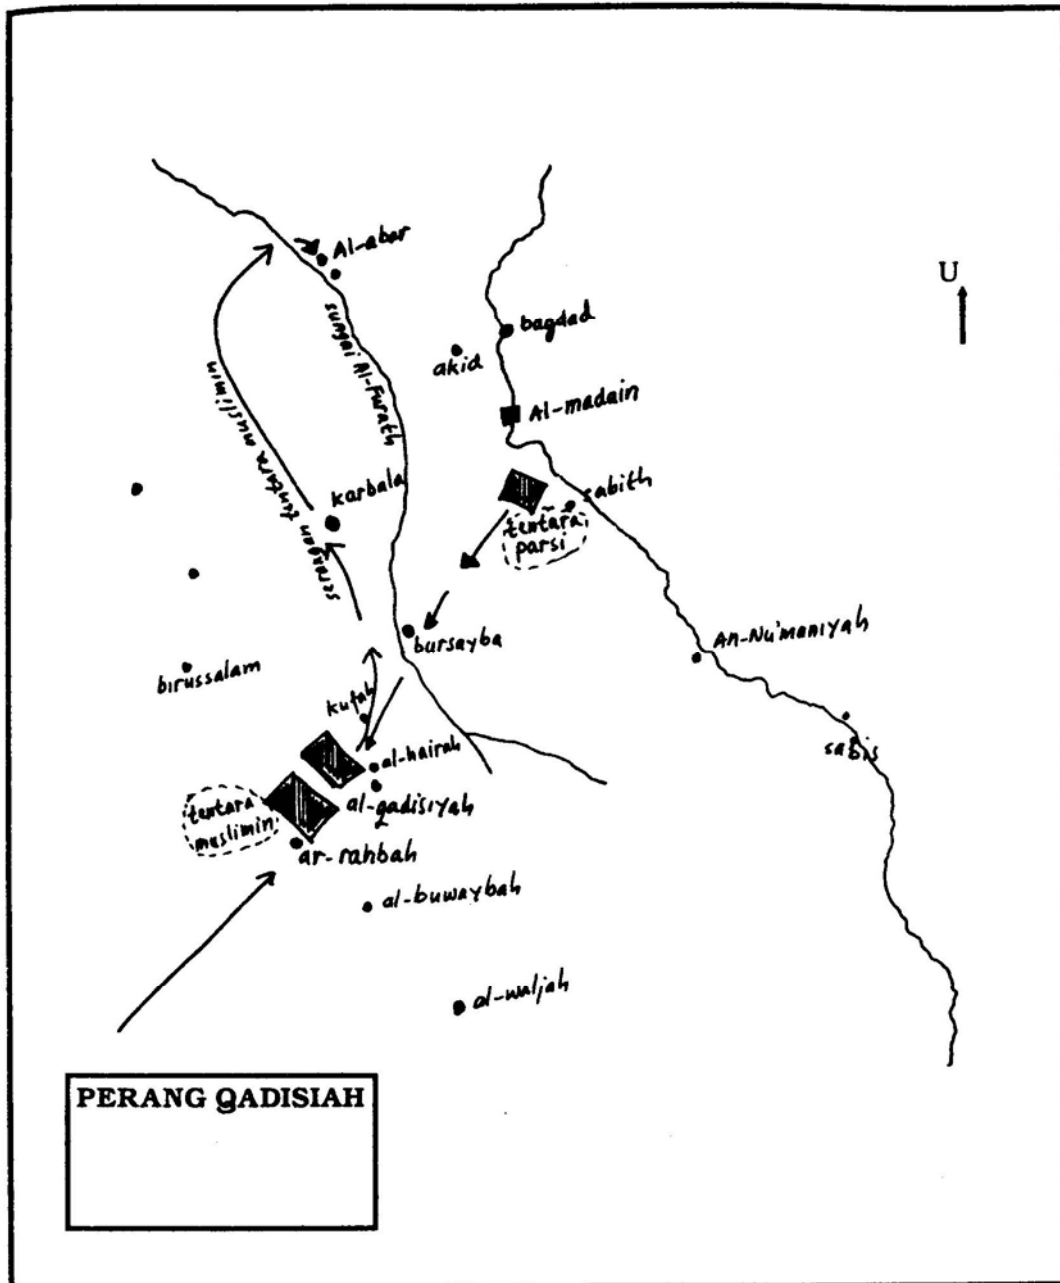 Al-abar
U
bagdad
akid
sungai Al-Furath
Al-madain
serangan tentara muslimin
karbala
sabith
tentara
parsi
bursayba
An-Nu'maniyah
birussalam
kufah
sabis
al-hairah
al-qadisiyah
tentara
muslimin
ar-rahbah
al-buwaybah
al-waljah
PERANG QADISIAH